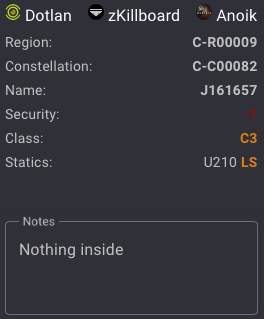 Dotlan zKillboard Anoik
Region: C-R00009
Constellation: C-C00082
Name: J161657
Security: -1
Class: C3
Statics: U210 LS
Notes
Nothing inside